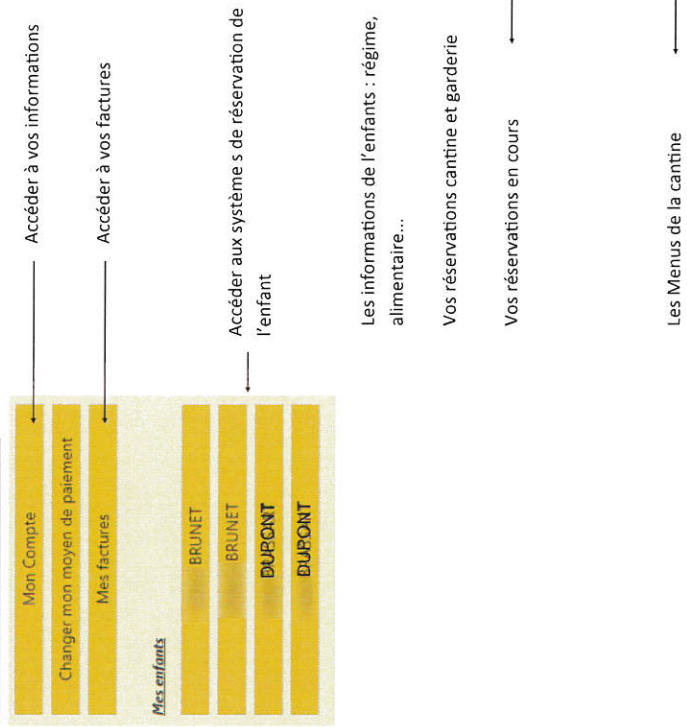 Mon Compte
Changer mon moyen de paiement
Mes factures
Mes enfants
BRUNET
BRUNET
DUPONT
DUPONT
Accéder à vos informations
Accéder à vos factures
Accéder aux système s de réservation de
l'enfant
Les informations de l'enfants : régime,
alimentaire...
Vos réservations cantine et garderie
Vos réservations en cours
Les Menus de la cantine